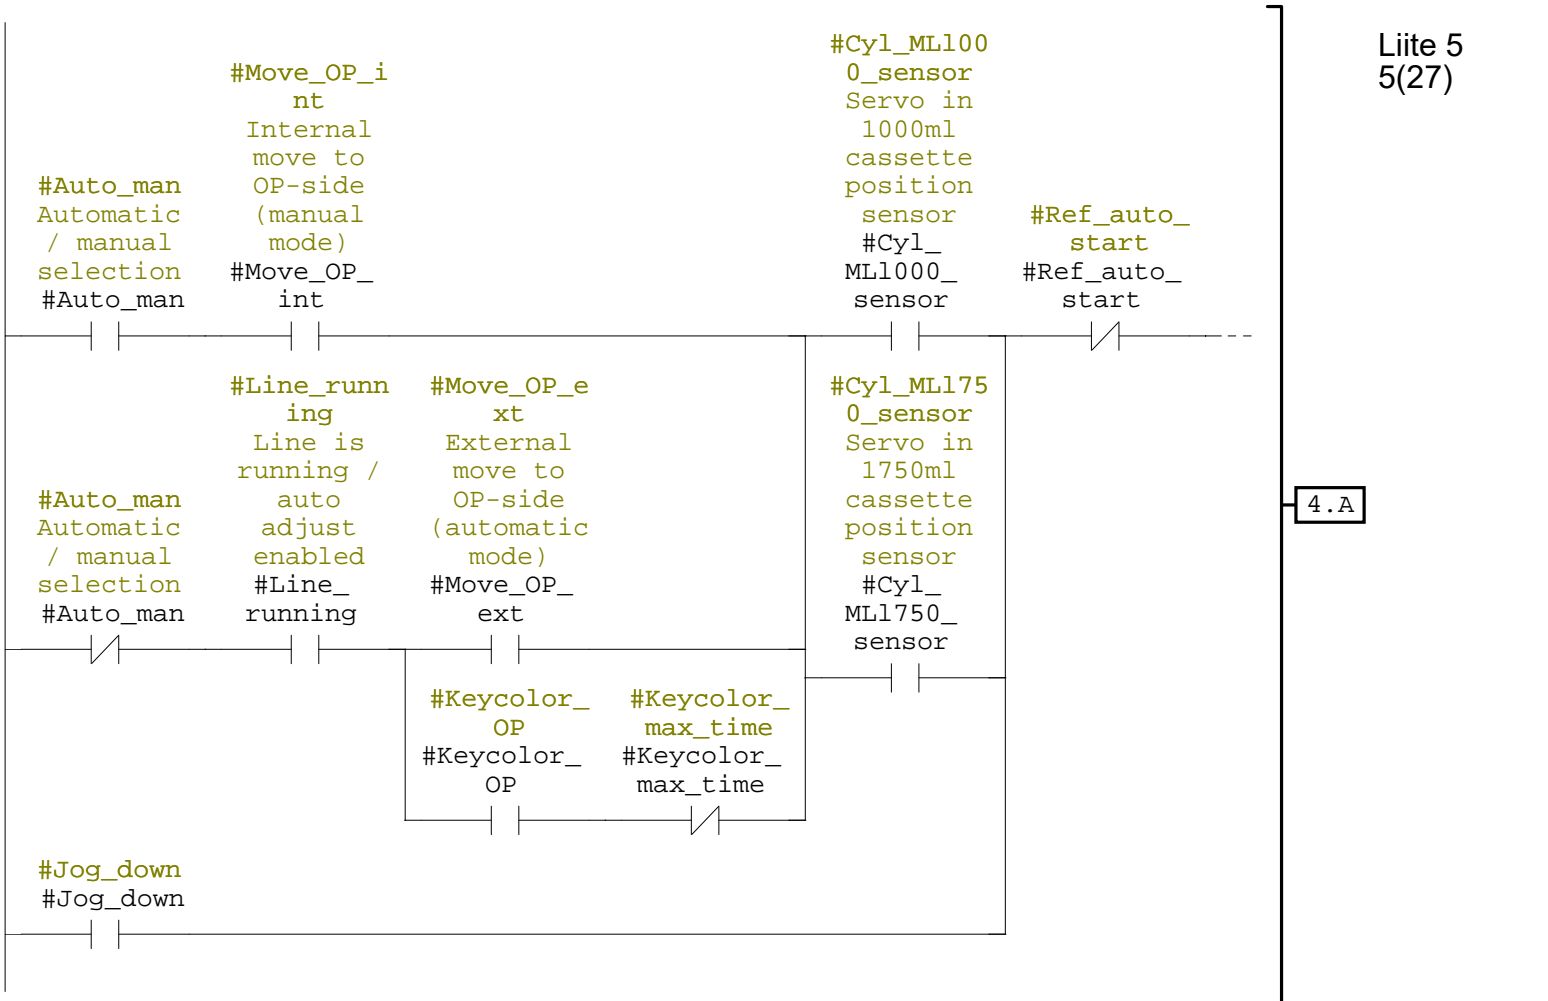 Liite 5
5(27)
#Auto_man
Automatic
/ manual
selection
#Auto_man
#Move_OP_i
nt
Internal
move to
OP-side
(manual
mode)
#Move_OP_
int
#Cyl_MLl00
0_sensor
Servo in
1000ml
cassette
position
sensor
#Cyl_
MLl000_
sensor
#Ref_auto_
start
#Ref_auto_
start
#Auto_man
Automatic
/ manual
selection
#Auto_man
#Line_runn
ing
Line is
running /
auto
adjust
enabled
#Line_
running
#Move_OP_e
xt
External
move to
OP-side
(automatic
mode)
#Move_OP_
ext
#Cyl_MLl75
0_sensor
Servo in
1750ml
cassette
position
sensor
#Cyl_
MLl750_
sensor
4.A
#Keycolor_
OP
#Keycolor_
OP
#Keycolor_
max_time
#Keycolor_
max_time
#Jog_down
#Jog_down